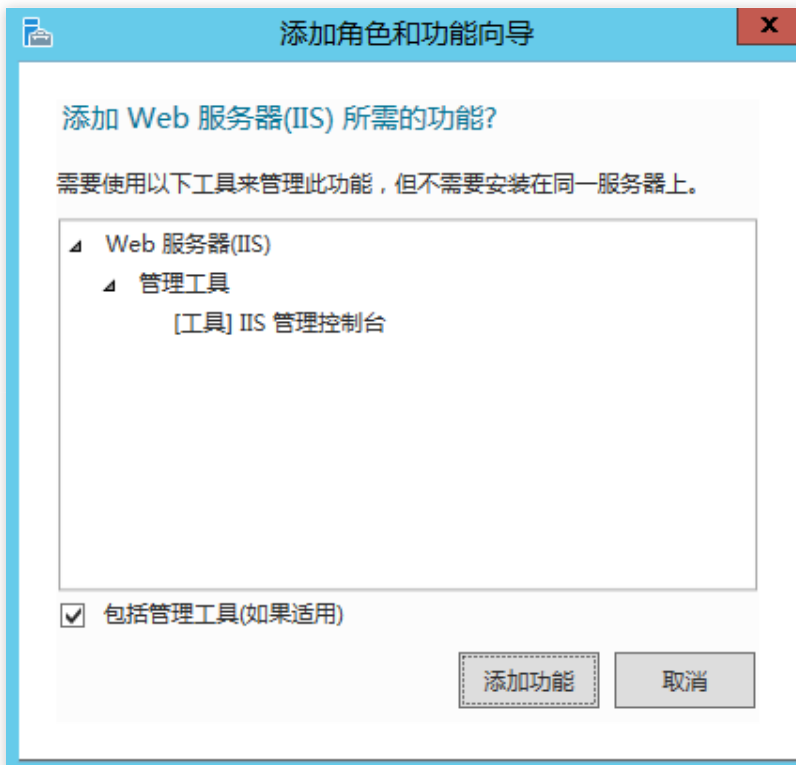 添加角色和功能向导
x
添加 Web 服务器(IIS) 所需的功能?
需要使用以下工具来管理此功能，但不需要安装在同一服务器上。
Web 服务器(IIS)
管理工具
[工具] IIS 管理控制台
包括管理工具(如果适用)
添加功能 取消